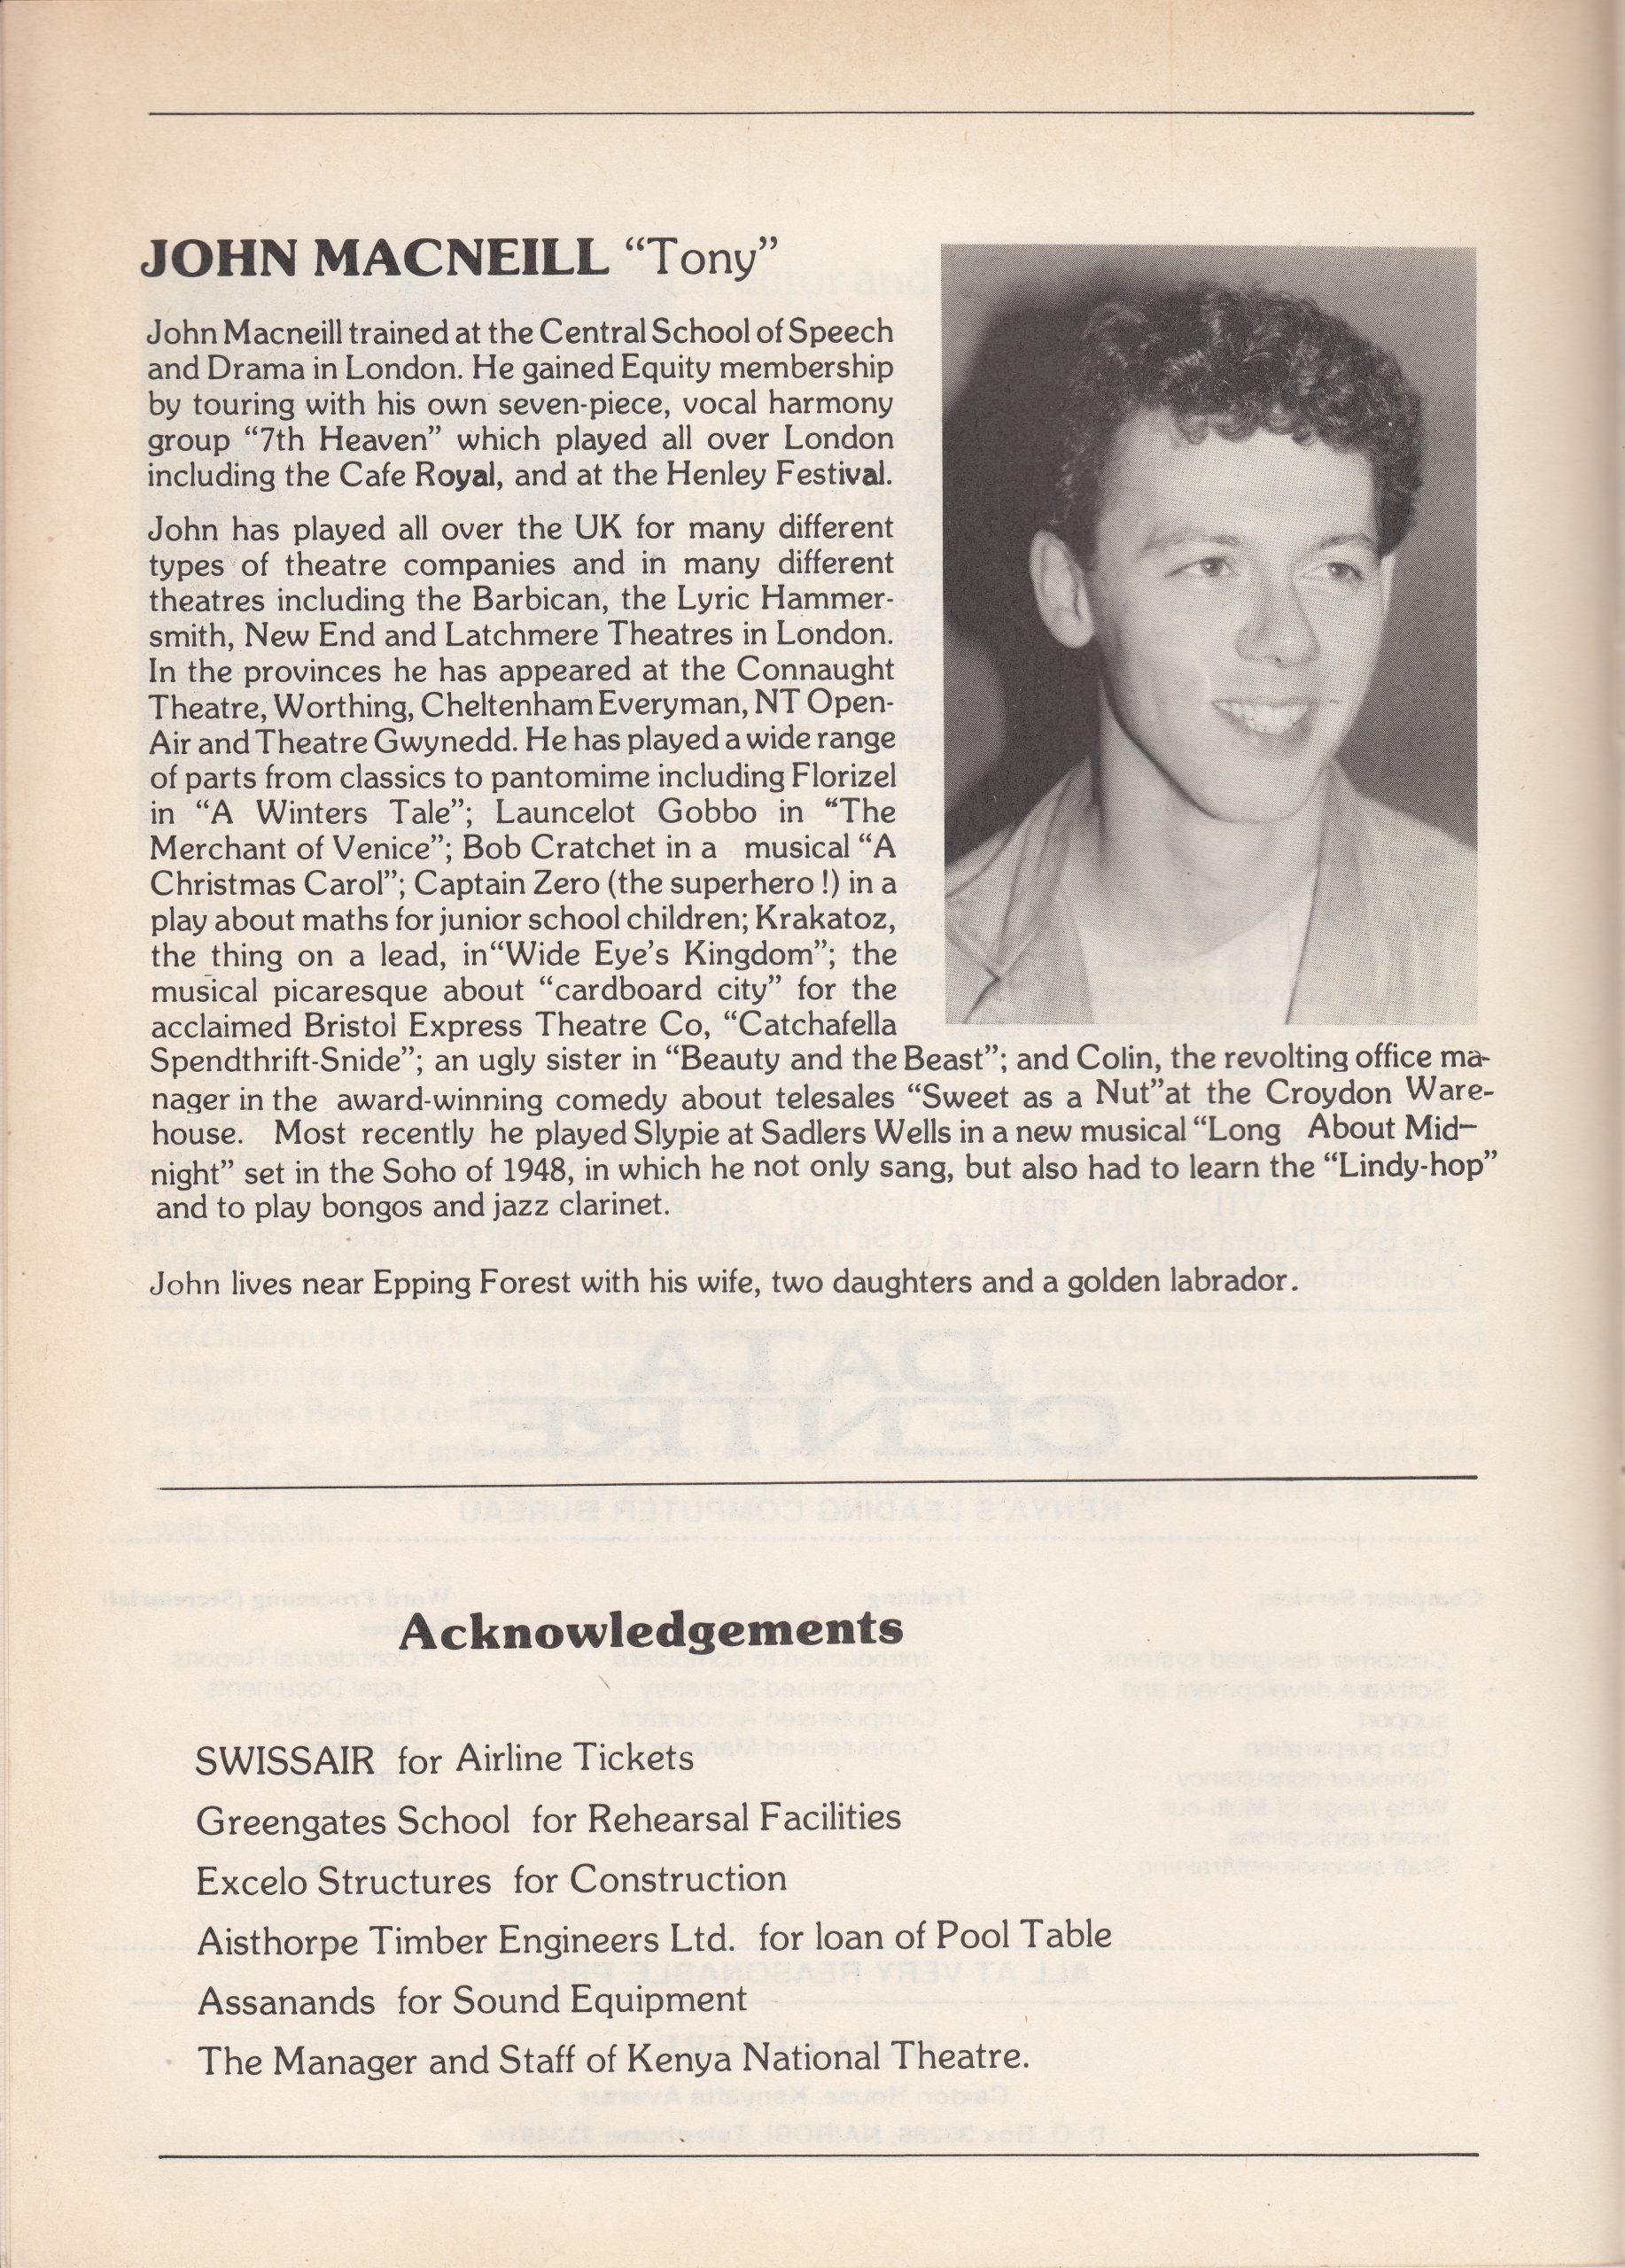 JOHN MACNEILL “Tony”
John Macneill trained at the Central School of Speech
and Drama in London. He gained Equity membership
by touring with his own seven-piece, vocal harmony
group “7th Heaven” which played all over London
including the Cafe Royal, and at the Henley Festival.
John has played all over the UK for many different
types of theatre companies and in many different
theatres including the Barbican, the Lyric Hammer-
smith, New End and Latchmere Theatres in London.
In the provinces he has appeared at the Connaught
Theatre, Worthing, Cheltenham Everyman, NT Open-
Air and Theatre Gwynedd. He has played a wide range
of parts from classics to pantomime including Florizel
in “A Winters Tale”; Launcelot Gobbo in “The
Merchant of Venice”; Bob Cratchet in a musical “A
Christmas Carol”; Captain Zero (the superhero !) in a
play about maths for junior school children; Krakatoz,
the thing on a lead, in“Wide Eye’s Kingdom”; the
musical picaresque about “cardboard city” for the
acclaimed Bristol Express Theatre Co, “Catchafella
Spendthrift-Snide”; an ugly sister in “Beauty and the Beast”; and Colin, the revolting office ma-
nager in the award-winning comedy about telesales “Sweet as a Nut”at the Croydon Ware-
house. Most recently he played Slypie at Sadlers Wells in a new musical “Long About Mid-
night” set in the Soho of 1948, in which he not only sang, but also had to learn the “Lindy-hop”
and to play bongos and jazz clarinet.
John lives near Epping Forest with his wife, two daughters and a golden labrador.
Acknowledgements
SWISSAIR for Airline Tickets
Greengates School for Rehearsal Facilities
Excelo Structures for Construction
Aisthorpe Timber Engineers Ltd. for loan of Pool Table
Assanands for Sound Equipment
The Manager and Staff of Kenya National Theatre.